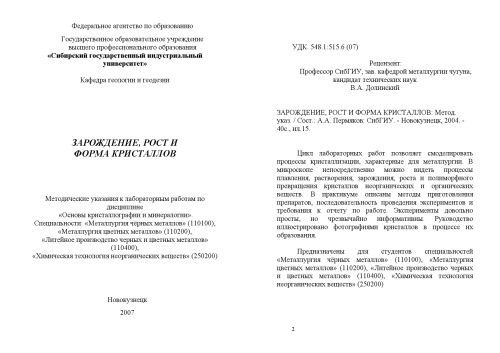 Федеральное агентство по образованию
Государственное образовательное учреждение
высшего профессионального образования
«Сибирский государственный индустриальный
университет»
Кафедра геологии и геодезии
ЗАРОЖДЕНИЕ, РОСТ И
ФОРМА КРИСТАЛЛОВ
Методические указания к лабораторным работам по
дисциплине
«Основы кристаллографии и минералогии».
Специальности «Металлургия чёрных металлов» (110100),
«Металлургия цветных металлов» (110200),
«Литейное производство черных и цветных металлов»
(110400),
«Химическая технология неорганических веществ» (250200)
Новокузнецк
2007
УДК 548.1:515.6 (07)
Рецензент:
Профессор СибГИУ, зав. кафедрой металлургии чугуна,
кандидат технических наук
В.А. Долинский
ЗАРОЖДЕНИЕ, РОСТ И ФОРМА КРИСТАЛЛОВ: Метод.
указ. / Сост.: А.А. Пермяков: СибГИУ. - Новокузнецк, 2004. -
40с., ил.15.
Цикл лабораторных работ позволяет смоделировать
процессы кристаллизации, характерные для металлургии. В
микроскопе непосредственно можно видеть процессы
плавления, растворения, зарождения, роста и полиморфного
превращения кристаллов неорганических и органических
веществ. В практикуме описаны методы приготовления
препаратов, последовательность проведения экспериментов и
требования к отчету по работе. Эксперименты довольно
просты, но чрезвычайно информативны. Руководство
иллюстрировано фотографиями кристаллов в процессе их
образования.
Предназначены для студентов специальностей
«Металлургия чёрных металлов» (110100), «Металлургия
цветных металлов» (110200), «Литейное производство черных
и цветных металлов» (110400), «Химическая технология
неорганических веществ» (250200)
2